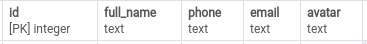 id full_name phone email avatar
[PK] integer text text text text